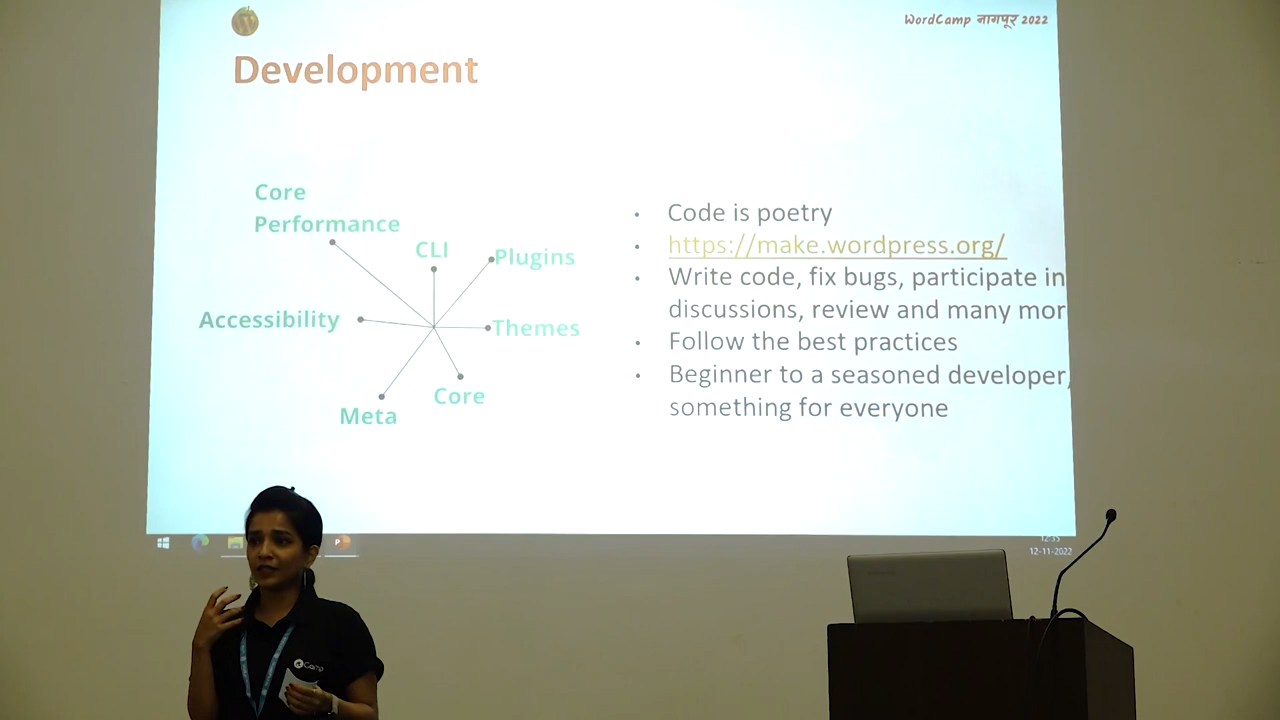 WordCamp नागपूर 2022
Development
Core
Performance
CLI
Plugins
Accessibility
Themes
Core
Meta
• Code is poetry
• https://make.wordpress.org/
• Write code, fix bugs, participate in
discussions, review and many mor
• Follow the best practices
• Beginner to a seasoned developer,
something for everyone
12:35
12-11-2022